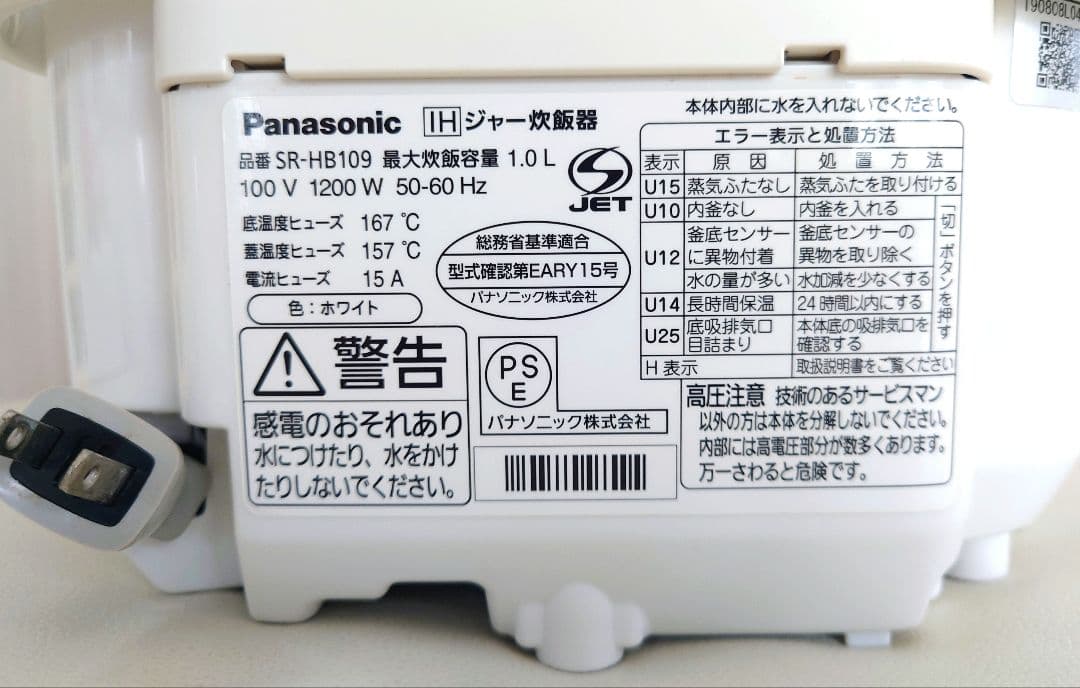 T90808L04
本体内部に水を入れないでください。
Panasonic IH ジャー炊飯器
品番 SR-HB109 最大炊飯容量 1.0 L
100 V 1200 W 50-60 Hz
底温度ヒューズ 167 ℃
蓋温度ヒューズ 157 ℃
電流ヒューズ 15 A
色：ホワイト
S
JET
総務省基準適合
型式確認第EARY15号
パナソニック株式会社
エラー表示と処置方法
表示 原因 処置方法
U15 蒸気ふたなし 蒸気ふたを取り付ける
U10 内釜なし 内釜を入れる
U12 釜底センサーに異物付着 釜底センサーの異物を取り除く
水の量が多い 水加減を少なくする
U14 長時間保温 24時間以内にする
U25 底吸排気口目詰まり 本体底の吸排気口を確認する
「切」ボタンを押す
H 表示 取扱説明書をご覧ください
警告
感電のおそれあり
水につけたり、水をかけ
たりしないでください。
PS
E
パナソニック株式会社
高圧注意 技術のあるサービスマン
以外の方は本体を分解しないでください。
内部には高電圧部分が数多くあります。
万一さわると危険です。